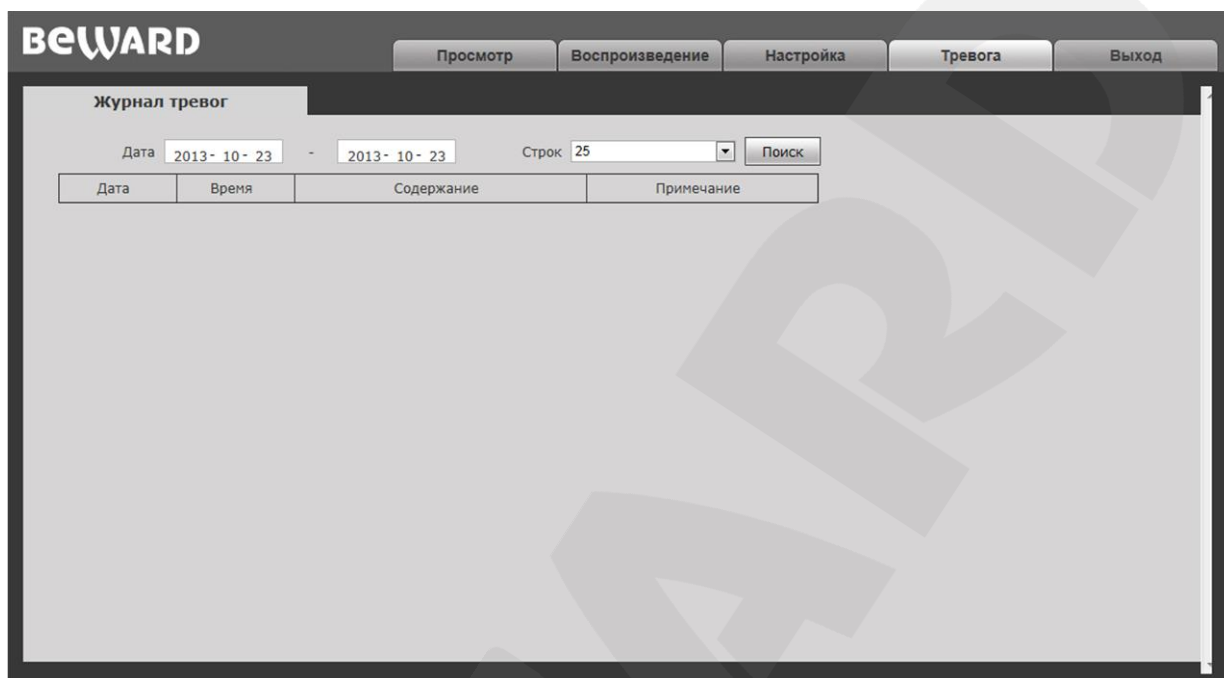 BEWARD
Просмотр Воспроизведение Настройка Тревога Выход
Журнал тревог
Дата 2013- 10- 23 - 2013- 10- 23 Строк 25 Поиск
Дата Время Содержание Примечание